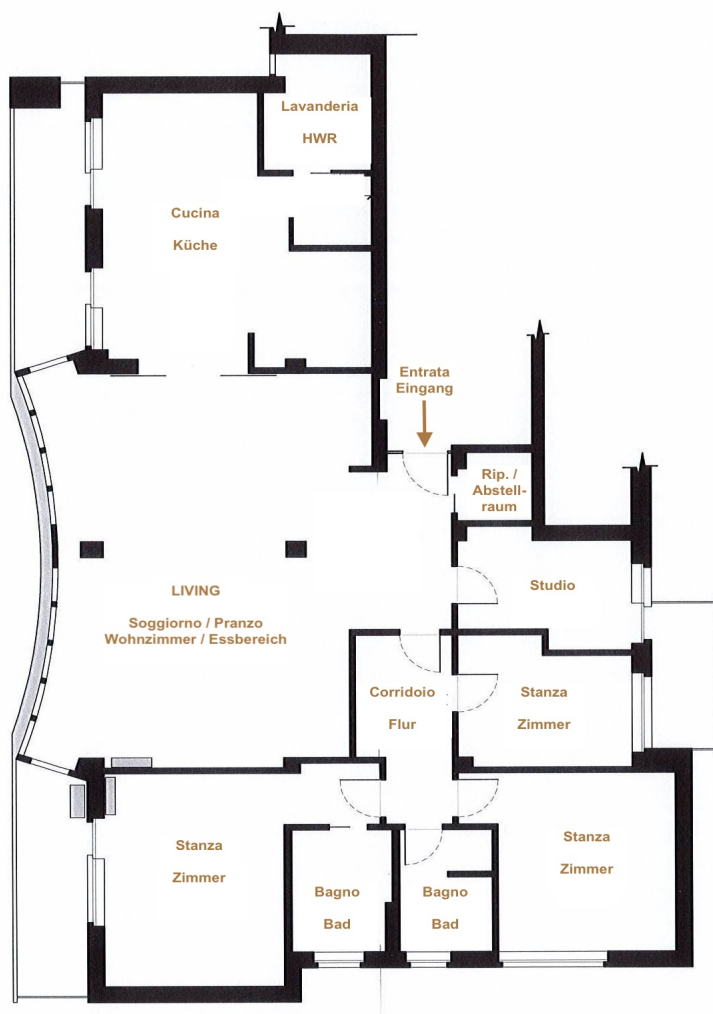 Lavanderia
HWR
Cucina
Küche
Entrata
Eingang
Rip. /
Abstell-
raum
Studio
LIVING
Soggiorno / Pranzo
Wohnzimmer / Essbereich
Corridoio
Flur
Stanza
Zimmer
Stanza
Zimmer
Stanza
Zimmer
Bagno
Bad
Bagno
Bad